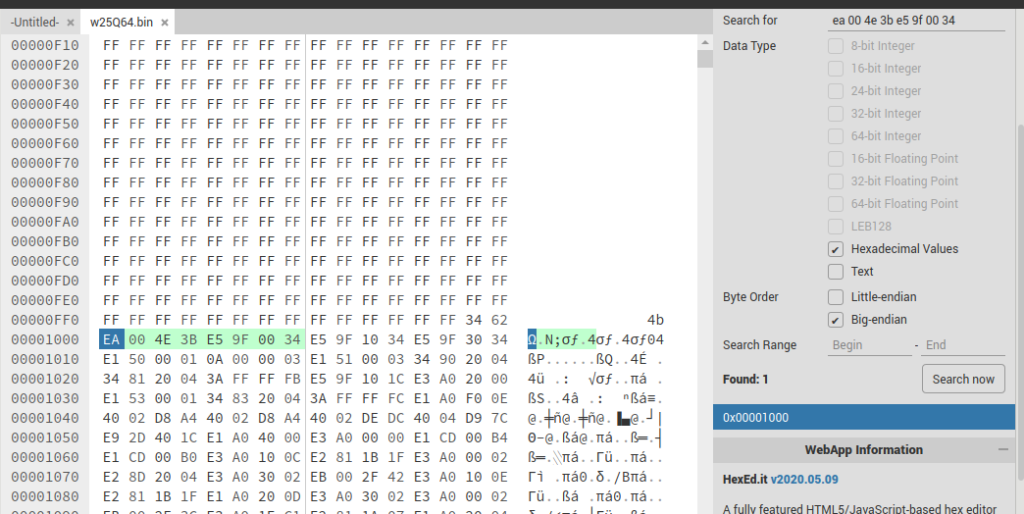 -Untitled- × w25Q64.bin ×
00000F10 FF FF FF FF FF FF FF FF FF FF FF FF FF FF FF FF
00000F20 FF FF FF FF FF FF FF FF FF FF FF FF FF FF FF FF
00000F30 FF FF FF FF FF FF FF FF FF FF FF FF FF FF FF FF
00000F40 FF FF FF FF FF FF FF FF FF FF FF FF FF FF FF FF
00000F50 FF FF FF FF FF FF FF FF FF FF FF FF FF FF FF FF
00000F60 FF FF FF FF FF FF FF FF FF FF FF FF FF FF FF FF
00000F70 FF FF FF FF FF FF FF FF FF FF FF FF FF FF FF FF
00000F80 FF FF FF FF FF FF FF FF FF FF FF FF FF FF FF FF
00000F90 FF FF FF FF FF FF FF FF FF FF FF FF FF FF FF FF
00000FA0 FF FF FF FF FF FF FF FF FF FF FF FF FF FF FF FF
00000FB0 FF FF FF FF FF FF FF FF FF FF FF FF FF FF FF FF
00000FC0 FF FF FF FF FF FF FF FF FF FF FF FF FF FF FF FF
00000FD0 FF FF FF FF FF FF FF FF FF FF FF FF FF FF FF FF
00000FE0 FF FF FF FF FF FF FF FF FF FF FF FF FF FF FF FF
00000FF0 FF FF FF FF FF FF FF FF FF FF FF FF FF FF 34 62 4b
00001000 EA 00 4E 3B E5 9F 00 34 E5 9F 10 34 E5 9F 30 34 Ω.N;σƒ.4σƒ.4σƒ04
00001010 E1 50 00 01 0A 00 00 03 E1 51 00 03 34 90 20 04 ßP......ßQ..4É .
00001020 34 81 20 04 3A FF FF FB E5 9F 10 1C E3 A0 20 00 4ü .: √σƒ..πá .
00001030 E1 53 00 01 34 83 20 04 3A FF FF FC E1 A0 F0 0E ßS..4â .: ⁿßá≡.
00001040 40 02 D8 A4 40 02 D8 A4 40 02 DE DC 40 04 D9 7C @.╪ñ@.╪ñ@.▐▄@.┘|
00001050 E9 2D 40 1C E1 A0 40 00 E3 A0 00 00 E1 CD 00 B4 Θ-@.ßá@.πá..ß═.┤
00001060 E1 CD 00 B0 E3 A0 10 0C E2 81 1B 1F E3 A0 00 02 ß═.░πá..Γü..πá..
00001070 E2 8D 20 04 E3 A0 30 02 EB 00 2F 42 E3 A0 10 0E Γì .πá0.δ./Bπá..
00001080 E2 81 1B 1F E1 A0 20 0D E3 A0 30 02 E3 A0 00 02 Γü..ßá .πá0.πá..
Search for ea 00 4e 3b e5 9f 00 34
Data Type 8-bit Integer
16-bit Integer
24-bit Integer
32-bit Integer
64-bit Integer
16-bit Floating Point
32-bit Floating Point
64-bit Floating Point
LEB128
Hexadecimal Values
Text
Byte Order Little-endian
Big-endian
Search Range Begin - End
Found: 1 Search now
0x00001000
WebApp Information
HexEd.it v2020.05.09
A fully featured HTML5/JavaScript-based hex editor